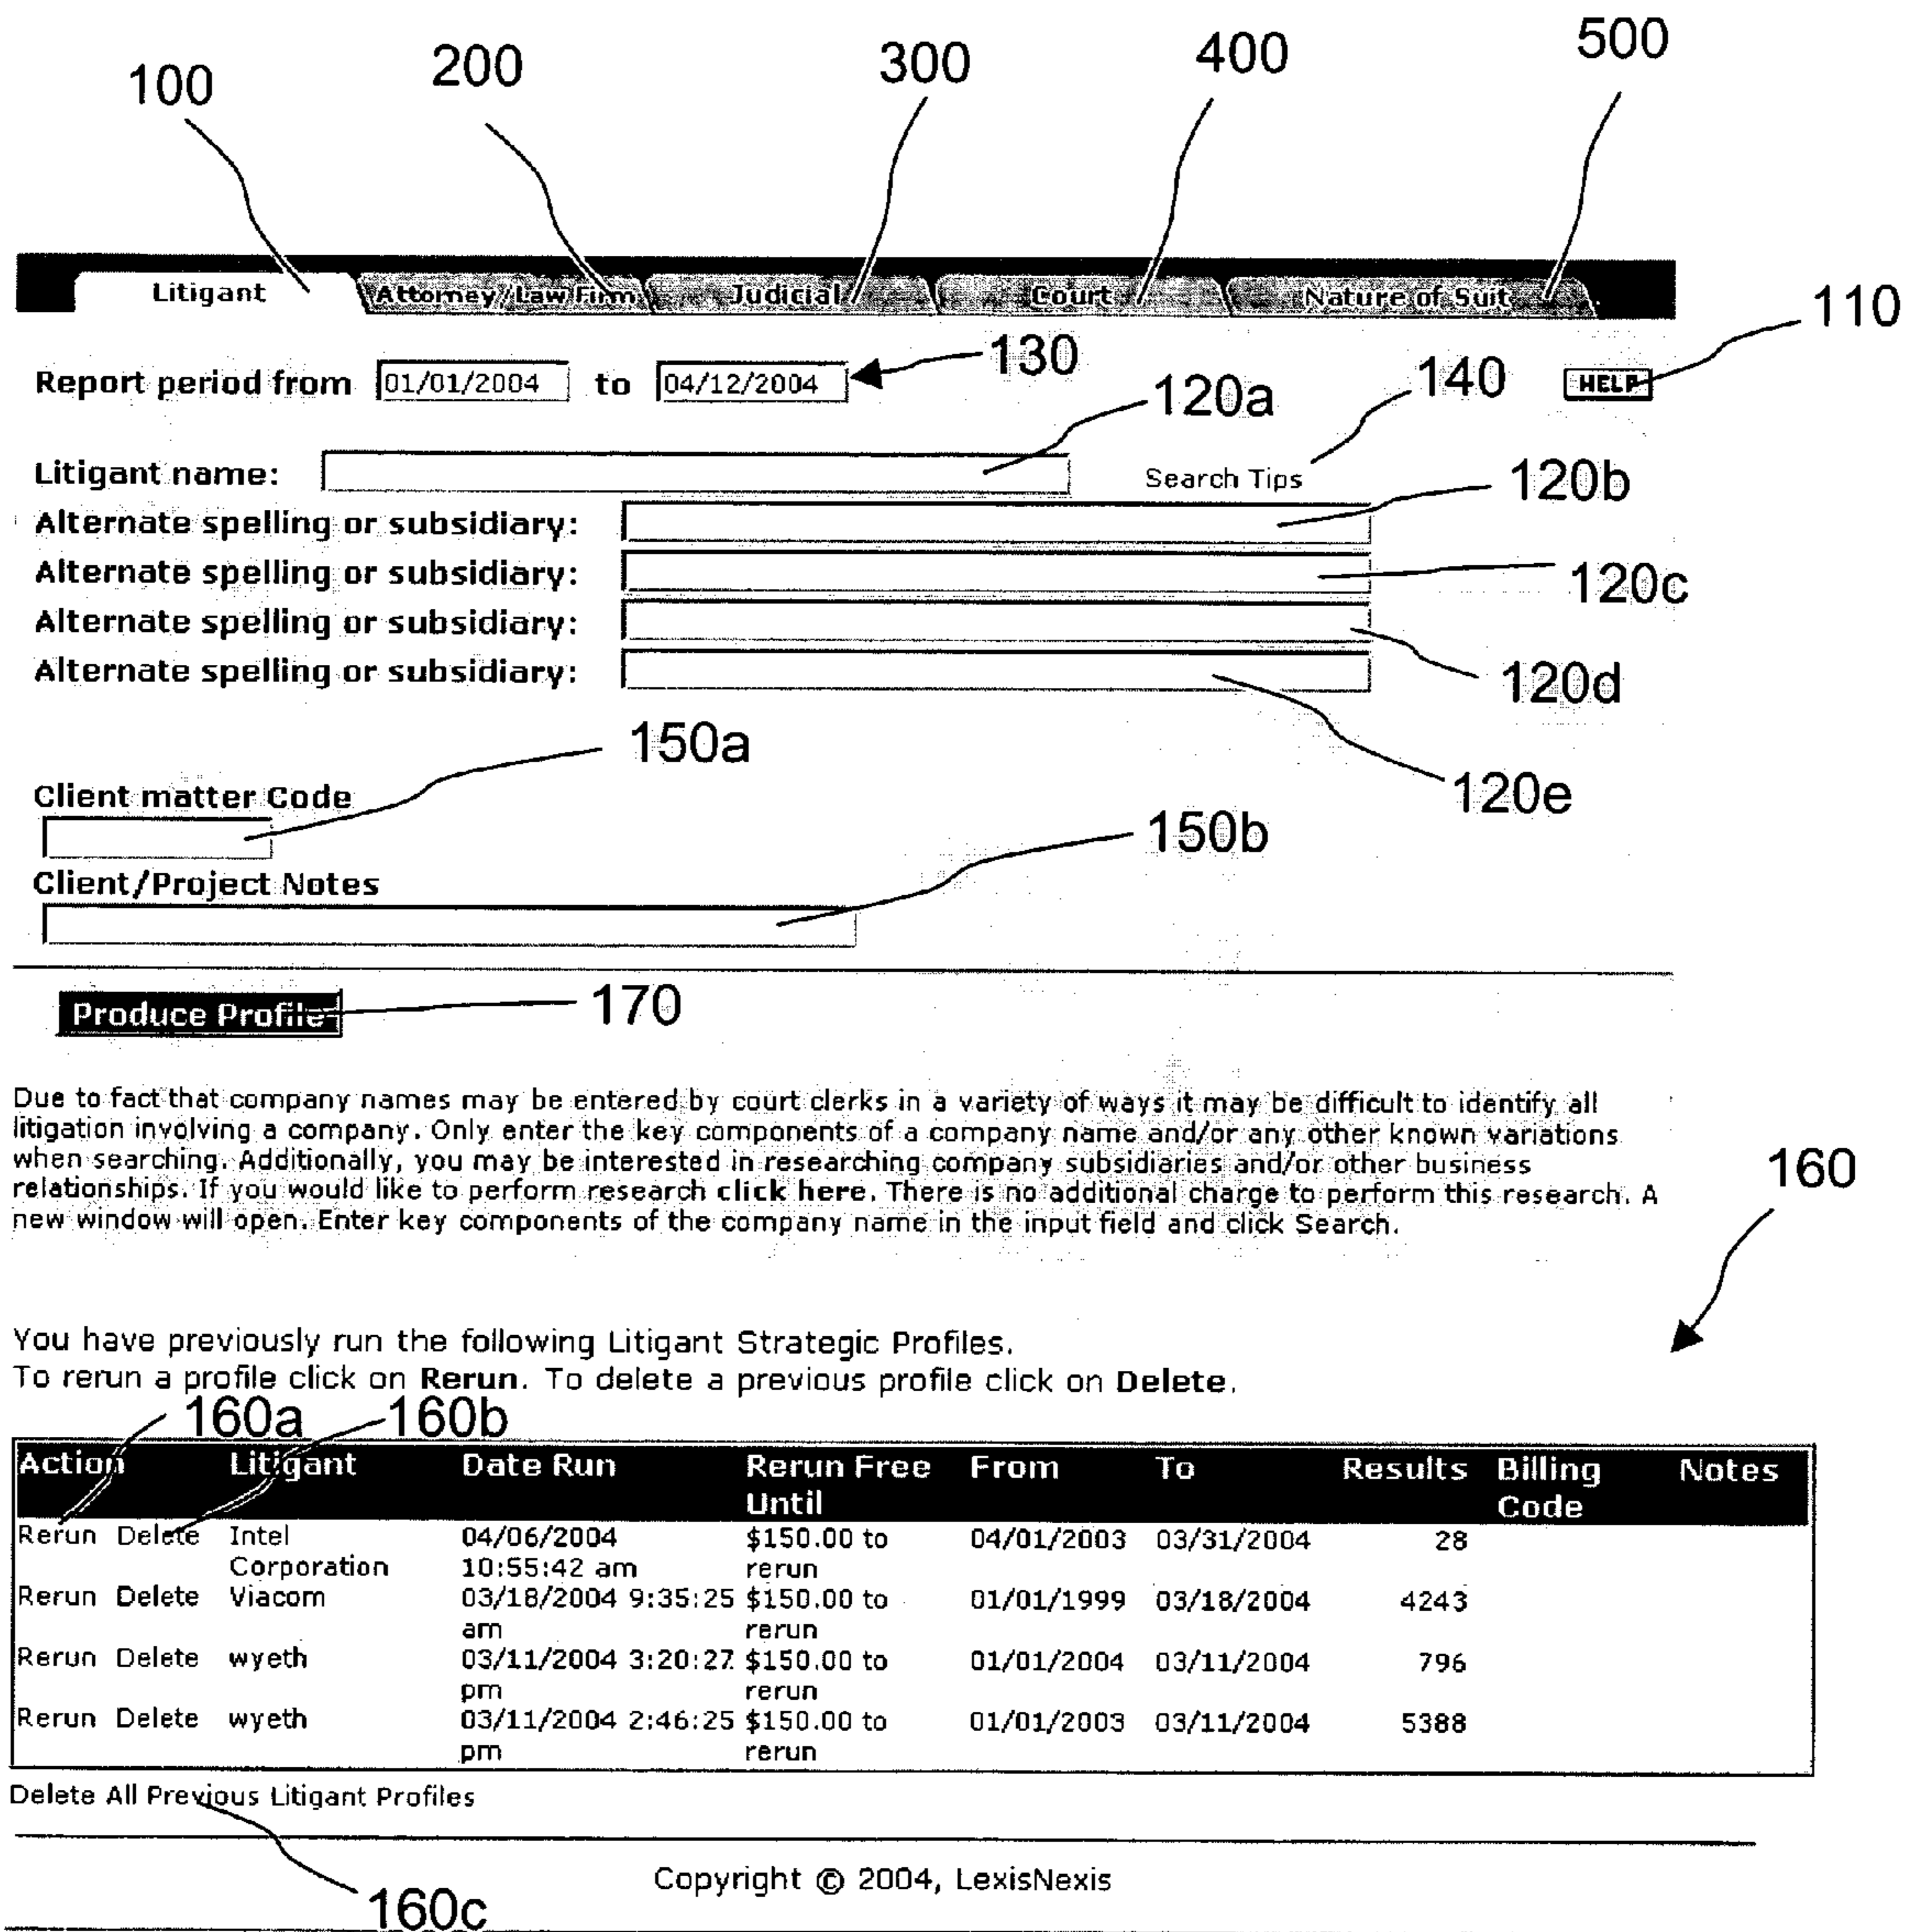 100 200 300 400 500
Litigant Attorney/Law Firm Judicial Court Nature of Suit
110
Report period from 01/01/2004 to 04/12/2004 130 HELP
120a 140
Litigant name: Search Tips
120b
Alternate spelling or subsidiary:
Alternate spelling or subsidiary:
120c
Alternate spelling or subsidiary:
Alternate spelling or subsidiary:
120d
150a
Client matter Code
120e
150b
Client/Project Notes
Produce Profile 170
Due to fact that company names may be entered by court clerks in a variety of ways it may be difficult to identify all
litigation involving a company. Only enter the key components of a company name and/or any other known variations
when searching. Additionally, you may be interested in researching company subsidiaries and/or other business
relationships. If you would like to perform research click here. There is no additional charge to perform this research. A
new window will open. Enter key components of the company name in the input field and click Search.
160
You have previously run the following Litigant Strategic Profiles.
To rerun a profile click on Rerun. To delete a previous profile click on Delete.
160a 160b
Action Litigant Date Run Rerun Free From To Results Billing Notes
Until Code
Rerun Delete Intel 04/06/2004 $150.00 to 04/01/2003 03/31/2004 28
Corporation 10:55:42 am rerun
Rerun Delete Viacom 03/18/2004 9:35:25 $150.00 to 01/01/1999 03/18/2004 4243
am rerun
Rerun Delete wyeth 03/11/2004 3:20:27 $150.00 to 01/01/2004 03/11/2004 796
pm rerun
Rerun Delete wyeth 03/11/2004 2:46:25 $150.00 to 01/01/2003 03/11/2004 5388
pm rerun
Delete All Previous Litigant Profiles
Copyright © 2004, LexisNexis
160c